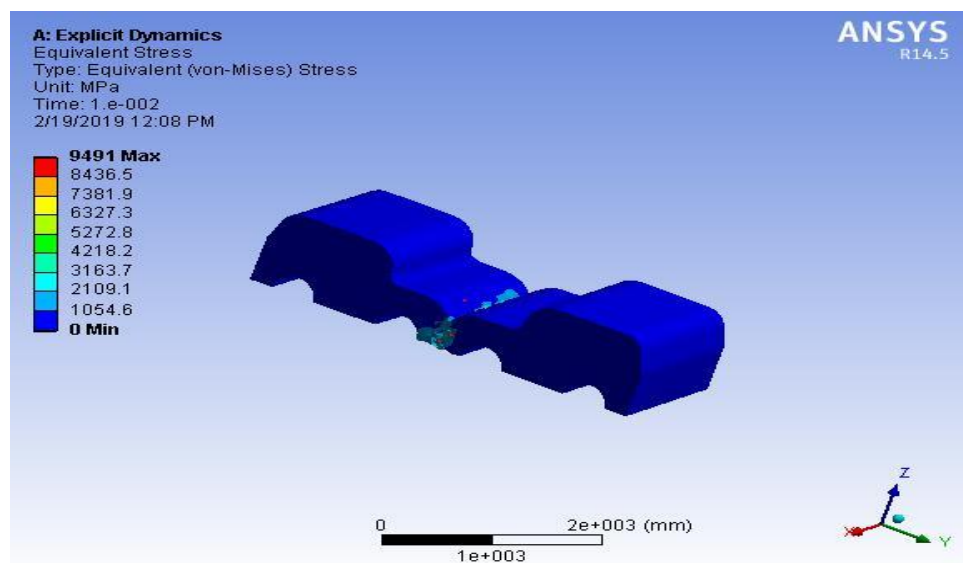 A: Explicit Dynamics
Equivalent Stress
Type: Equivalent (von-Mises) Stress
Unit: MPa
Time: 1.e-002
2/19/2019 12:08 PM
ANSYS
R14.5
9491 Max
8436.5
7381.9
6327.3
5272.8
4218.2
3163.7
2109.1
1054.6
0 Min
0
2e+003 (mm)
1e+003
Z
X
Y